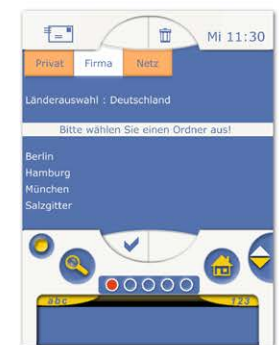 Mi 11:30
Privat Firma Netz
Länderauswahl : Deutschland
Bitte wählen Sie einen Ordner aus!
Berlin
Hamburg
München
Salzgitter
abc 123